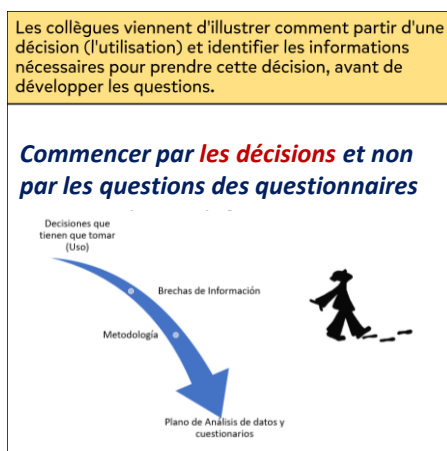 Les collègues viennent d'illustrer comment partir d'une
décision (l'utilisation) et identifier les informations
nécessaires pour prendre cette décision, avant de
développer les questions.
Commencer par les décisions et non
par les questions des questionnaires
Decisiones que
tienen que tomar
(Uso)
Brechas de Información
Metodología
Plano de Análisis de datos y
cuestionarios